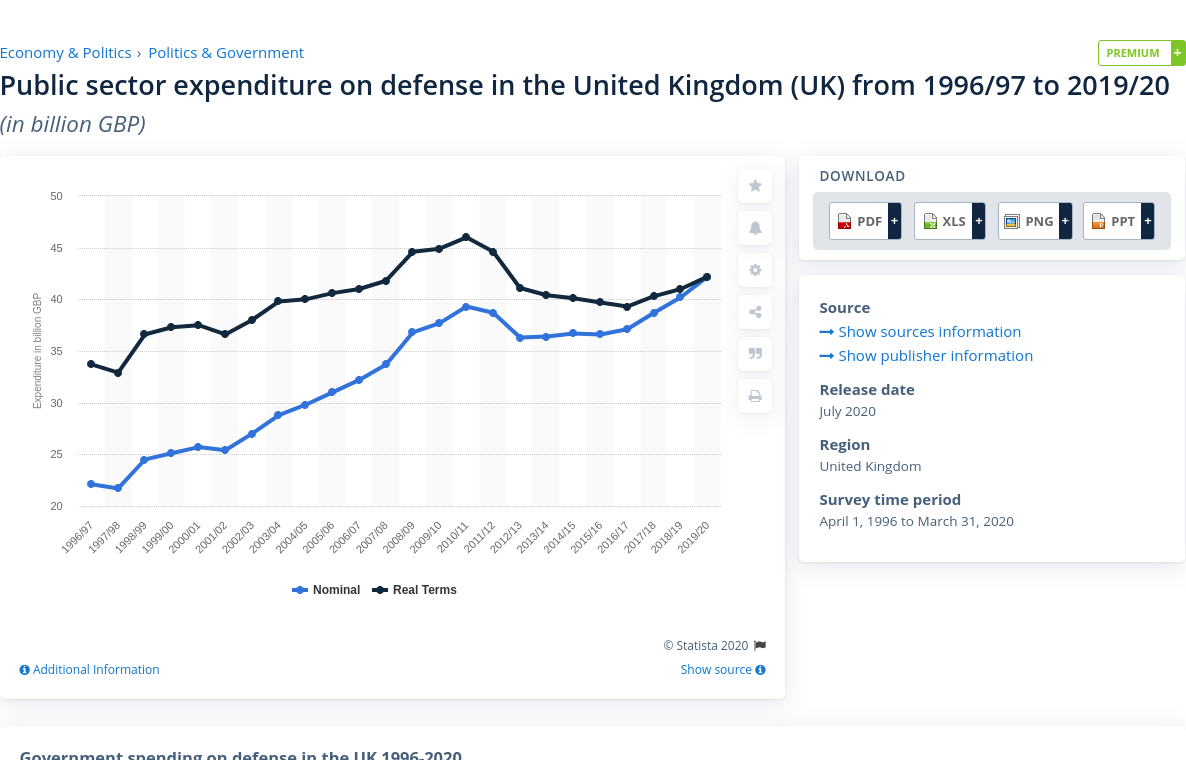 Economy & Politics › Politics & Government
PREMIUM +
Public sector expenditure on defense in the United Kingdom (UK) from 1996/97 to 2019/20
(in billion GBP)
DOWNLOAD
PDF + XLS + PNG + PPT +
50
45
40
35
30
25
20
Expenditure in billion GBP
1996/97 1997/98 1998/99 1999/00 2000/01 2001/02 2002/03 2003/04 2004/05 2005/06 2006/07 2007/08 2008/09 2009/10 2010/11 2011/12 2012/13 2013/14 2014/15 2015/16 2016/17 2017/18 2018/19 2019/20
Nominal Real Terms
© Statista 2020
Additional Information
Show source
Source
Show sources information
Show publisher information
Release date
July 2020
Region
United Kingdom
Survey time period
April 1, 1996 to March 31, 2020
Government spending on defense in the UK 1996-2020